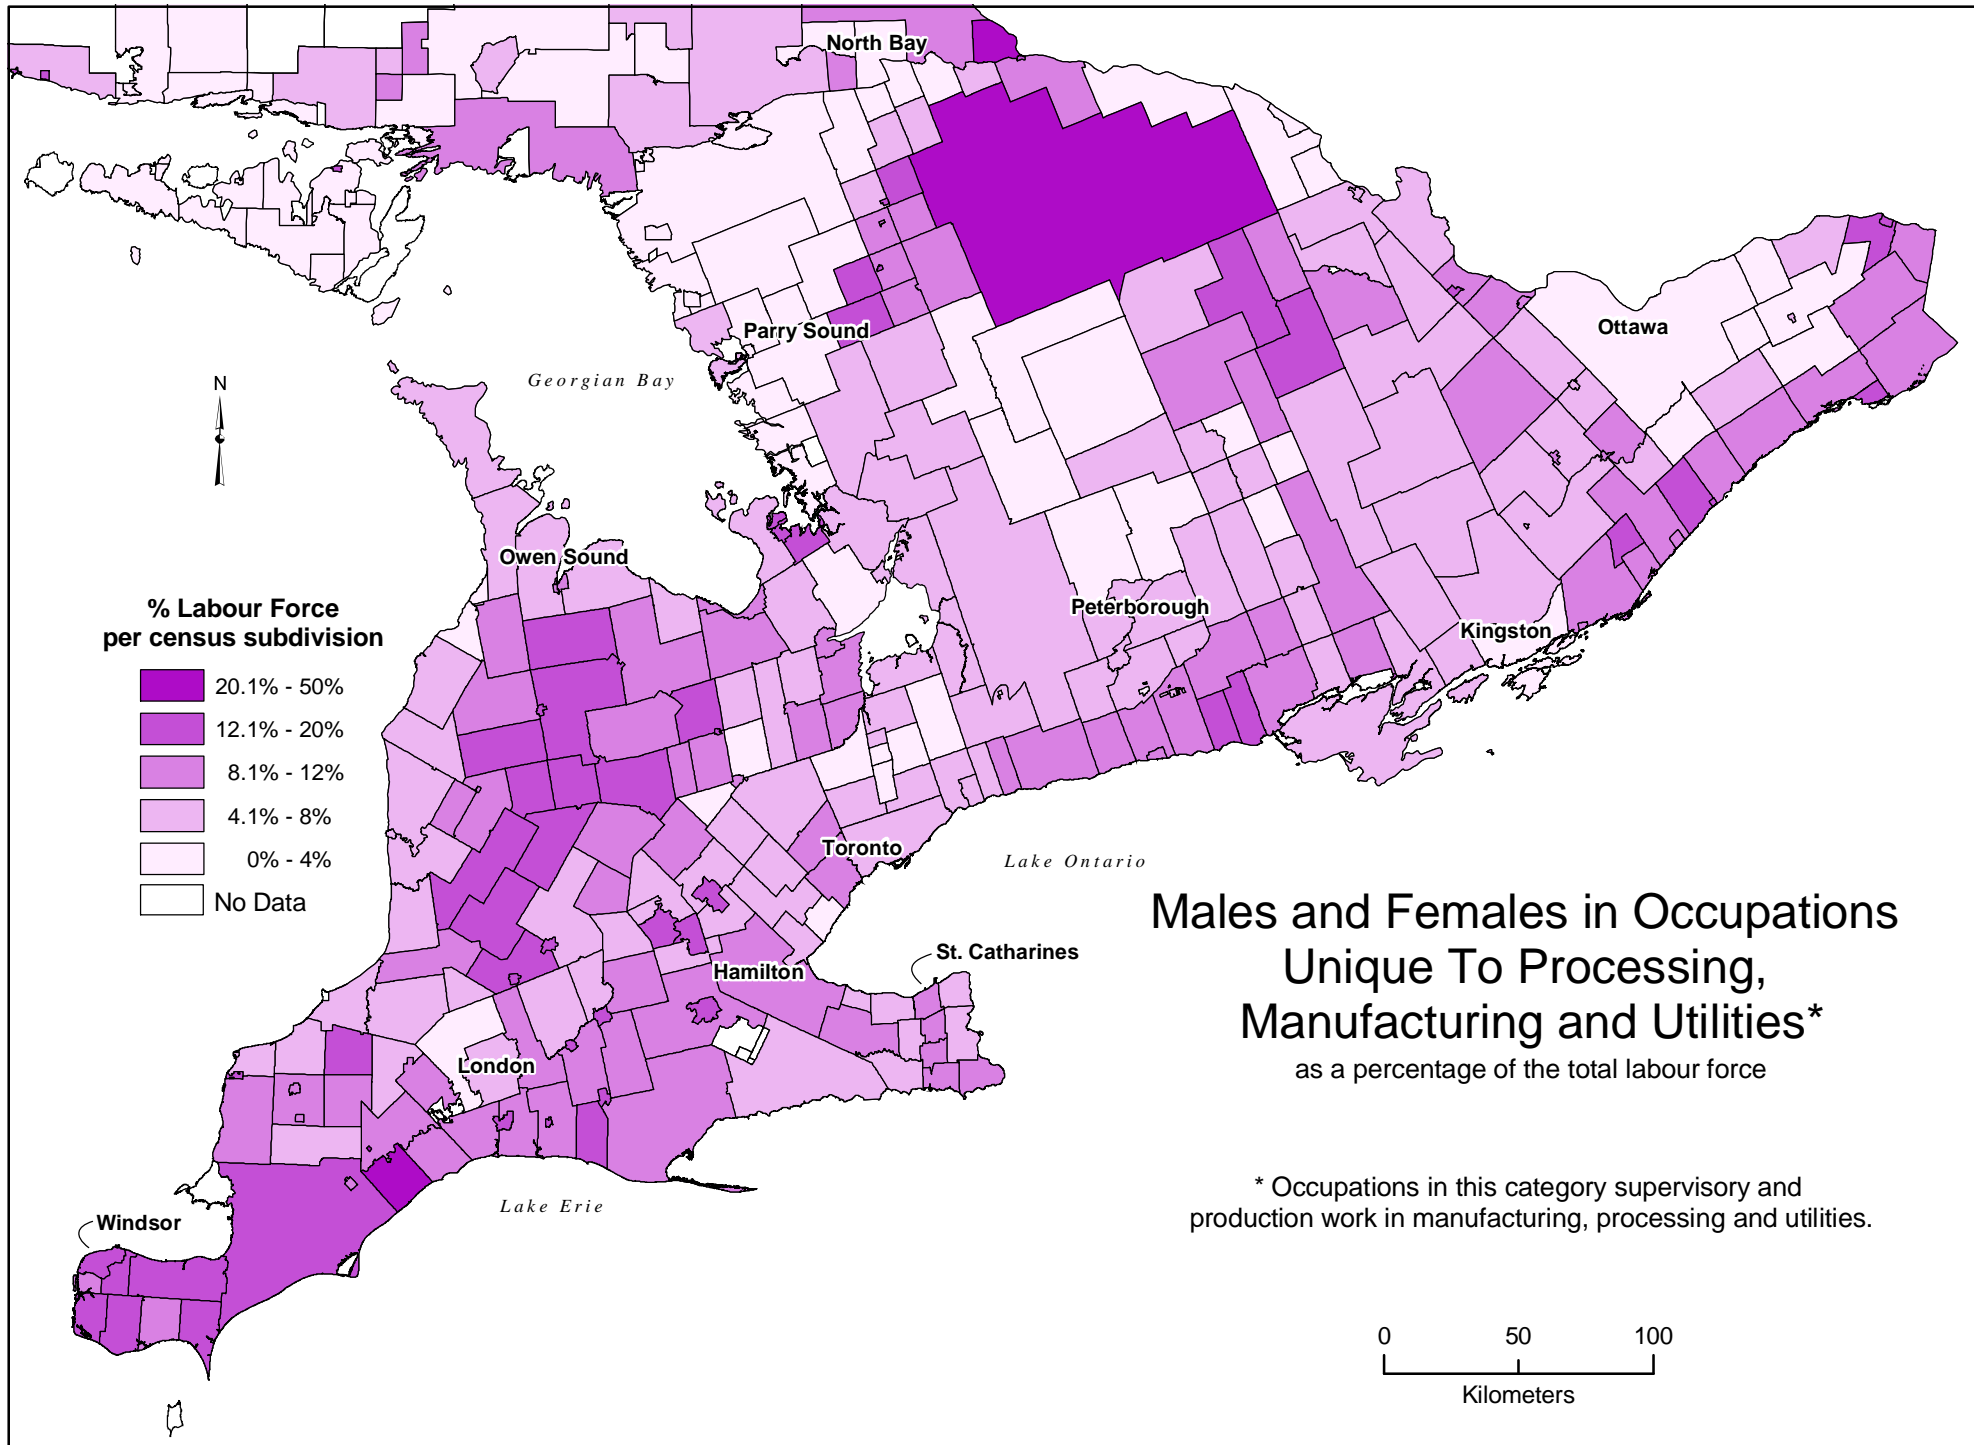 North Bay
Parry Sound
Ottawa
N
Georgian Bay
Owen Sound
Peterborough
Kingston
% Labour Force
per census subdivision
20.1% - 50%
12.1% - 20%
8.1% - 12%
4.1% - 8%
0% - 4%
No Data
Toronto
Lake Ontario
Hamilton
St. Catharines
London
Lake Erie
Windsor
Males and Females in Occupations
Unique To Processing,
Manufacturing and Utilities*
as a percentage of the total labour force
* Occupations in this category supervisory and
production work in manufacturing, processing and utilities.
0 50 100
Kilometers